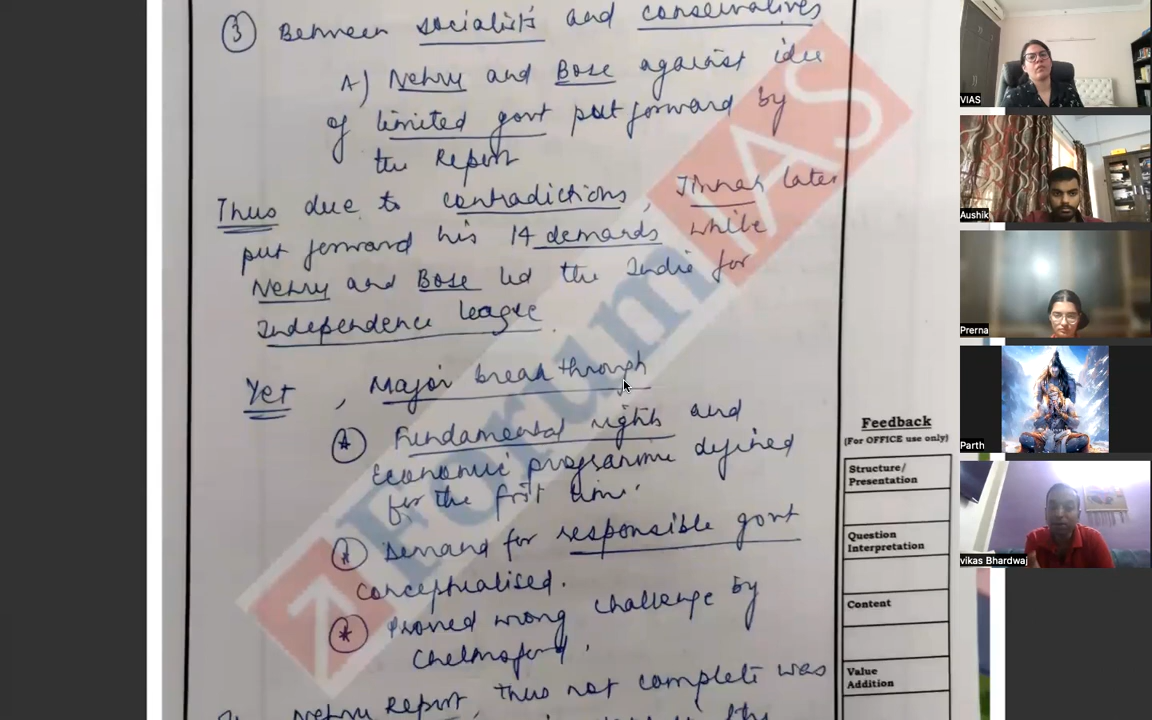 3 Between socialists and conservatives
A) Nehru and Bose against idea
of limited govt put forward by
the Report
Thus due to contradictions, Jinnah later
put forward his 14 demands while
Nehru and Bose led the India for
Independence league.
Yet, Major break through
Fundamental rights and
Economic programme defined
for the first time.
Demand for responsible govt
conceptualised.
Proved wrong challenge by
Chelmsford.
Nehru Report, thus not complete was
Forum IAS
Feedback
(For OFFICE use only)
Structure/
Presentation
Question
Interpretation
Content
Value
Addition
VIAS
Aushik
Prerna
Parth
vikas Bhardwaj